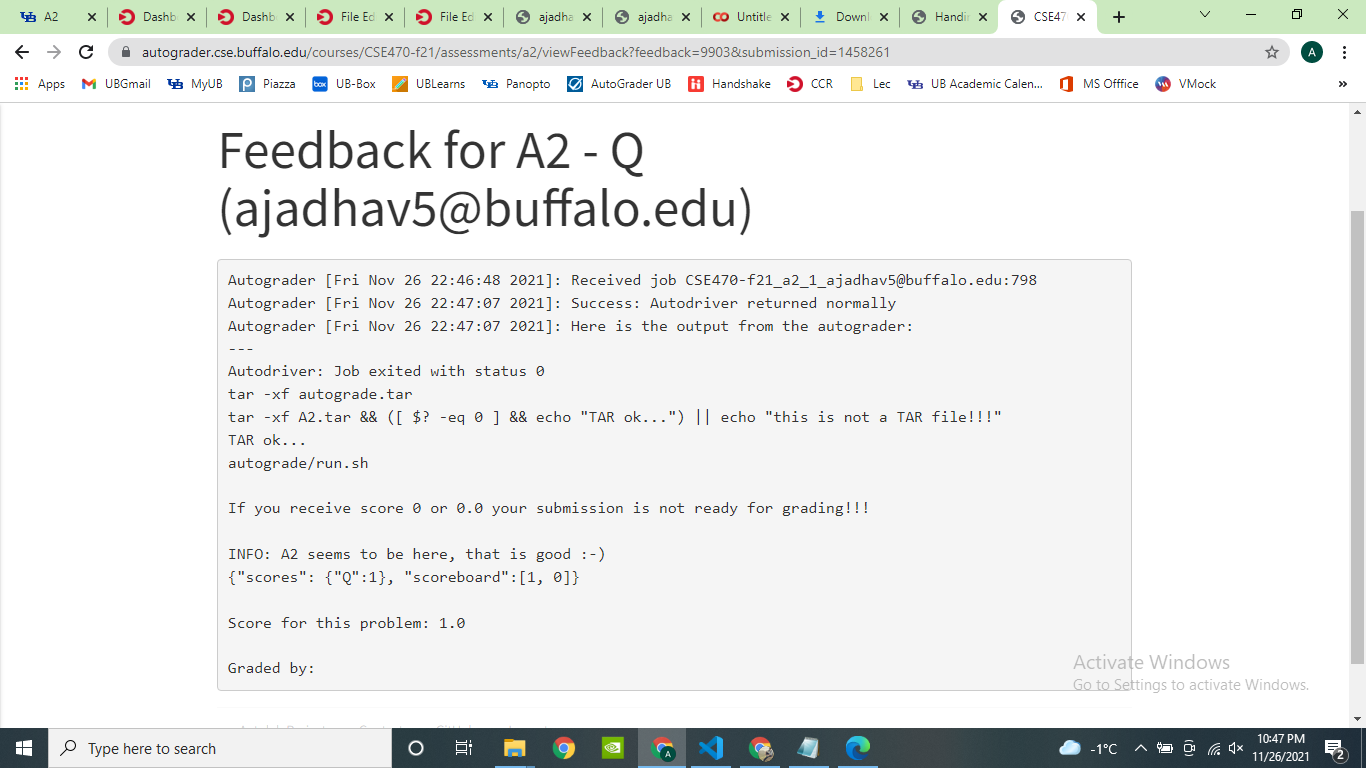 A2
Dashb
Dashb
File Ed
File Ed
ajadha
ajadha
Untitle
Downl
Handin
CSE47
autograder.cse.buffalo.edu/courses/CSE470-f21/assessments/a2/viewFeedback?feedback=9903&submission_id=1458261
A
Apps
UBGmail
MyUB
Piazza
UB-Box
UBLearns
Panopto
AutoGrader UB
Handshake
CCR
Lec
UB Academic Calen...
MS Offfice
VMock
»
Feedback for A2 - Q
(ajadhav5@buffalo.edu)
Autograder [Fri Nov 26 22:46:48 2021]: Received job CSE470-f21_a2_1_ajadhav5@buffalo.edu:798
Autograder [Fri Nov 26 22:47:07 2021]: Success: Autodriver returned normally
Autograder [Fri Nov 26 22:47:07 2021]: Here is the output from the autograder:
---
Autodriver: Job exited with status 0
tar -xf autograde.tar
tar -xf A2.tar && ([ $? -eq 0 ] && echo "TAR ok...") || echo "this is not a TAR file!!!"
TAR ok...
autograde/run.sh
If you receive score 0 or 0.0 your submission is not ready for grading!!!
INFO: A2 seems to be here, that is good :-)
{"scores": {"Q":1}, "scoreboard":[1, 0]}
Score for this problem: 1.0
Graded by:
Activate Windows
Go to Settings to activate Windows.
Type here to search
-1°C
10:47 PM
11/26/2021
2